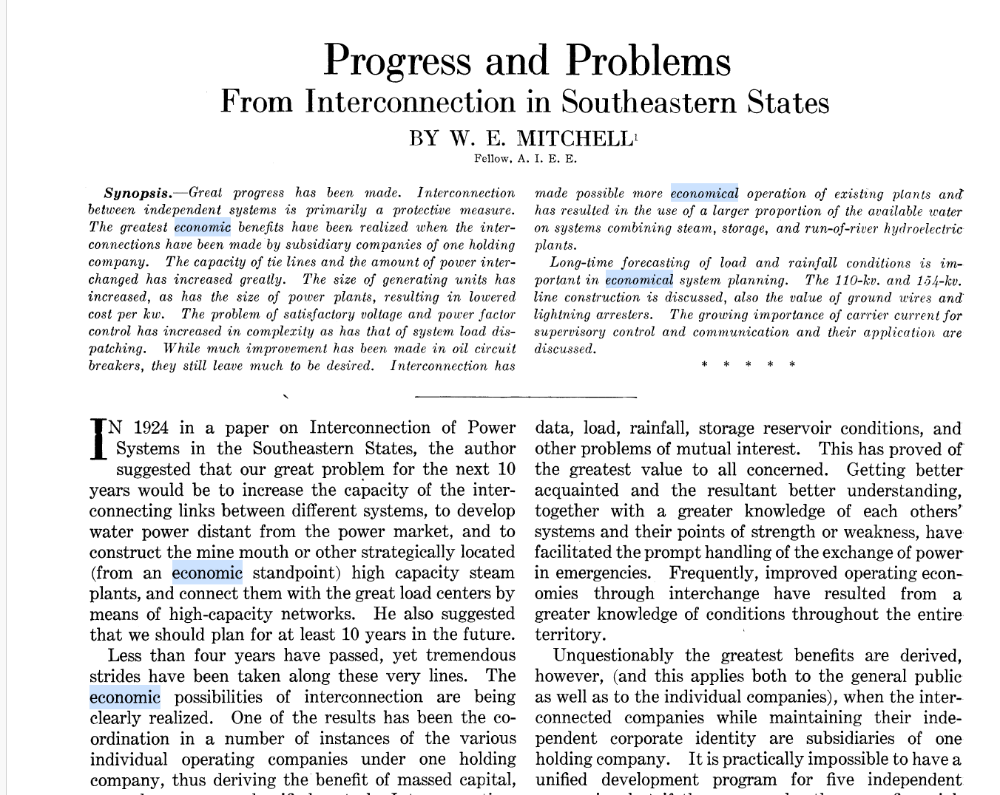 Progress and Problems
From Interconnection in Southeastern States
BY W. E. MITCHELL¹
Fellow, A. I. E. E.
Synopsis.—Great progress has been made. Interconnection
between independent systems is primarily a protective measure.
The greatest economic benefits have been realized when the inter-
connections have been made by subsidiary companies of one holding
company. The capacity of tie lines and the amount of power inter-
changed has increased greatly. The size of generating units has
increased, as has the size of power plants, resulting in lowered
cost per kw. The problem of satisfactory voltage and power factor
control has increased in complexity as has that of system load dis-
patching. While much improvement has been made in oil circuit
breakers, they still leave much to be desired. Interconnection has
made possible more economical operation of existing plants and
has resulted in the use of a larger proportion of the available water
on systems combining steam, storage, and run-of-river hydroelectric
plants.
Long-time forecasting of load and rainfall conditions is im-
portant in economical system planning. The 110-kv. and 154-kv.
line construction is discussed, also the value of ground wires and
lightning arresters. The growing importance of carrier current for
supervisory control and communication and their application are
discussed.
* * * * *
IN 1924 in a paper on Interconnection of Power
Systems in the Southeastern States, the author
suggested that our great problem for the next 10
years would be to increase the capacity of the inter-
connecting links between different systems, to develop
water power distant from the power market, and to
construct the mine mouth or other strategically located
(from an economic standpoint) high capacity steam
plants, and connect them with the great load centers by
means of high-capacity networks. He also suggested
that we should plan for at least 10 years in the future.
Less than four years have passed, yet tremendous
strides have been taken along these very lines. The
economic possibilities of interconnection are being
clearly realized. One of the results has been the co-
ordination in a number of instances of the various
individual operating companies under one holding
company, thus deriving the benefit of massed capital,
data, load, rainfall, storage reservoir conditions, and
other problems of mutual interest. This has proved of
the greatest value to all concerned. Getting better
acquainted and the resultant better understanding,
together with a greater knowledge of each others'
systems and their points of strength or weakness, have
facilitated the prompt handling of the exchange of power
in emergencies. Frequently, improved operating econ-
omies through interchange have resulted from a
greater knowledge of conditions throughout the entire
territory.
Unquestionably the greatest benefits are derived,
however, (and this applies both to the general public
as well as to the individual companies), when the inter-
connected companies while maintaining their inde-
pendent corporate identity are subsidiaries of one
holding company. It is practically impossible to have a
unified development program for five independent